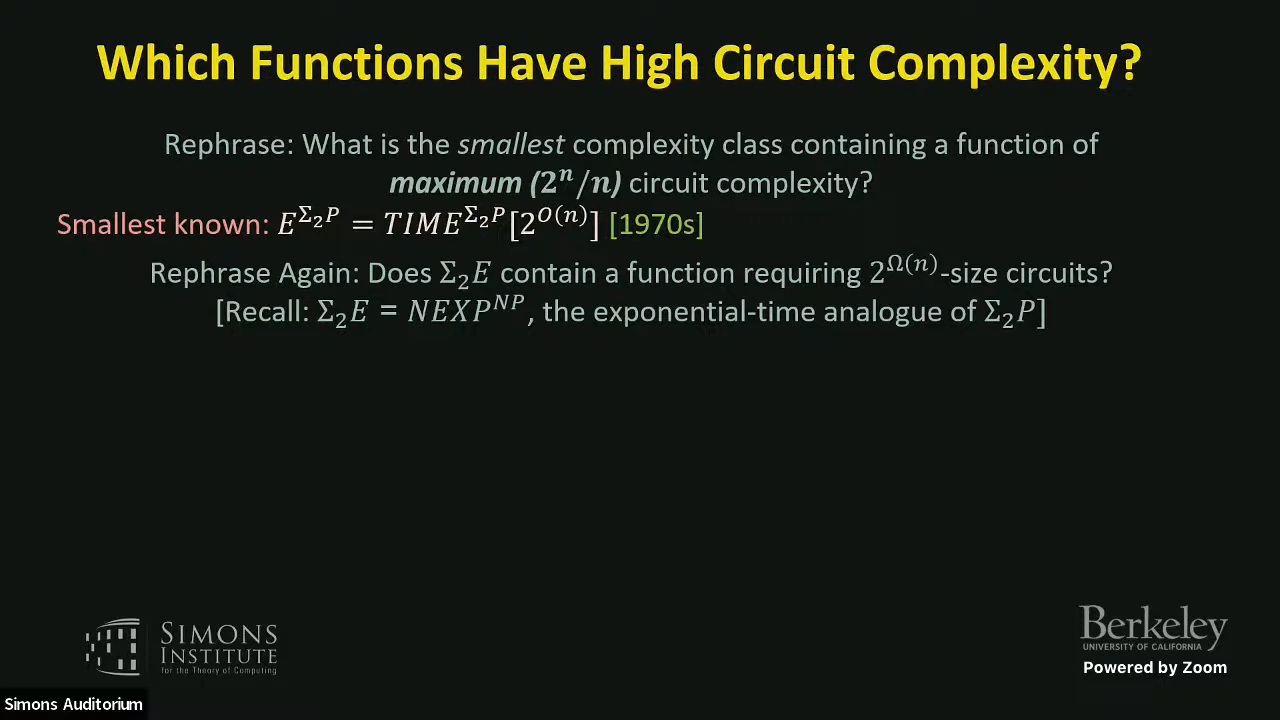 Which Functions Have High Circuit Complexity?
Rephrase: What is the smallest complexity class containing a function of
maximum (2ⁿ/n) circuit complexity?
Smallest known: E^{Σ₂P} = TIME^{Σ₂P}[2^{O(n)}] [1970s]
Rephrase Again: Does Σ₂E contain a function requiring 2^{Ω(n)}-size circuits?
[Recall: Σ₂E = NEXP^{NP}, the exponential-time analogue of Σ₂P]
SIMONS
INSTITUTE
for the Theory of Computing
Berkeley
UNIVERSITY OF CALIFORNIA
Powered by Zoom
Simons Auditorium